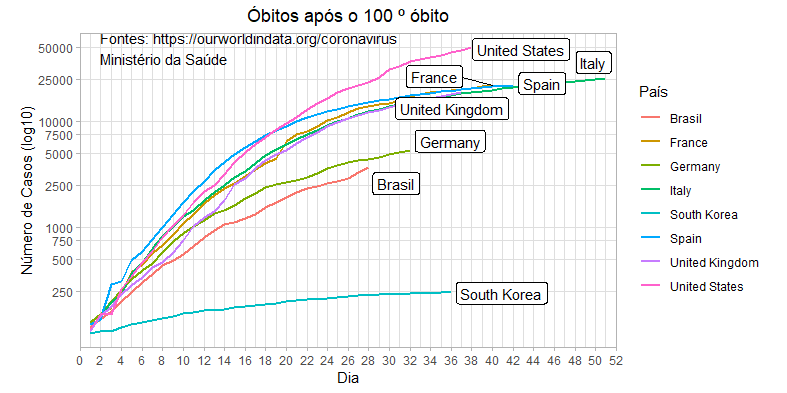 Óbitos após o 100 º óbito
Fontes: https://ourworldindata.org/coronavirus
Ministério da Saúde
Número de Casos (log10)
50000
25000
10000
7500
5000
2500
1000
750
500
250
United States
Italy
France
Spain
United Kingdom
Germany
Brasil
South Korea
0 2 4 6 8 10 12 14 16 18 20 22 24 26 28 30 32 34 36 38 40 42 44 46 48 50 52
Dia
País
Brasil
France
Germany
Italy
South Korea
Spain
United Kingdom
United States